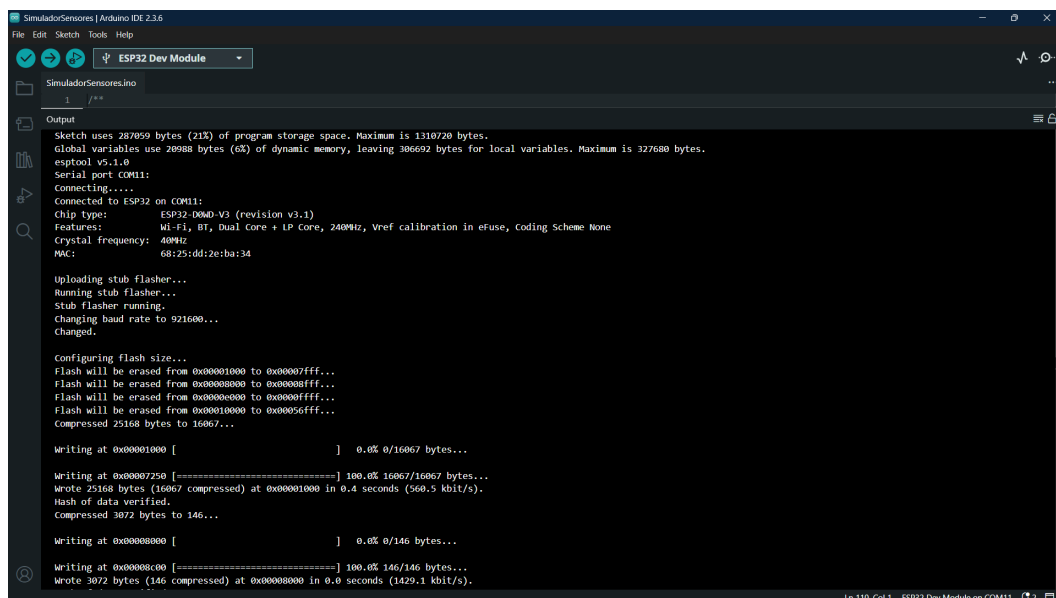 SimuladorSensores | Arduino IDE 2.3.6
File Edit Sketch Tools Help
ESP32 Dev Module
SimuladorSensores.ino
1 /**
Output
Sketch uses 287059 bytes (21%) of program storage space. Maximum is 1310720 bytes.
Global variables use 20988 bytes (6%) of dynamic memory, leaving 306692 bytes for local variables. Maximum is 327680 bytes.
esptool v5.1.0
Serial port COM11:
Connecting.....
Connected to ESP32 on COM11:
Chip type: ESP32-D0WD-V3 (revision v3.1)
Features: Wi-Fi, BT, Dual Core + LP Core, 240MHz, Vref calibration in eFuse, Coding Scheme None
Crystal frequency: 40MHz
MAC: 68:25:dd:2e:ba:34
Uploading stub flasher...
Running stub flasher...
Stub flasher running.
Changing baud rate to 921600...
Changed.
Configuring flash size...
Flash will be erased from 0x00001000 to 0x00007fff...
Flash will be erased from 0x00008000 to 0x00008fff...
Flash will be erased from 0x0000e000 to 0x0000ffff...
Flash will be erased from 0x00010000 to 0x00056fff...
Compressed 25168 bytes to 16067...
Writing at 0x00001000 [ ] 0.0% 0/16067 bytes...
Writing at 0x00007250 [==============================] 100.0% 16067/16067 bytes...
Wrote 25168 bytes (16067 compressed) at 0x00001000 in 0.4 seconds (560.5 kbit/s).
Hash of data verified.
Compressed 3072 bytes to 146...
Writing at 0x00008000 [ ] 0.0% 0/146 bytes...
Writing at 0x00008c00 [==============================] 100.0% 146/146 bytes...
Wrote 3072 bytes (146 compressed) at 0x00008000 in 0.0 seconds (1429.1 kbit/s).
Ln 110, Col 1 ESP32 Dev Module on COM11 2